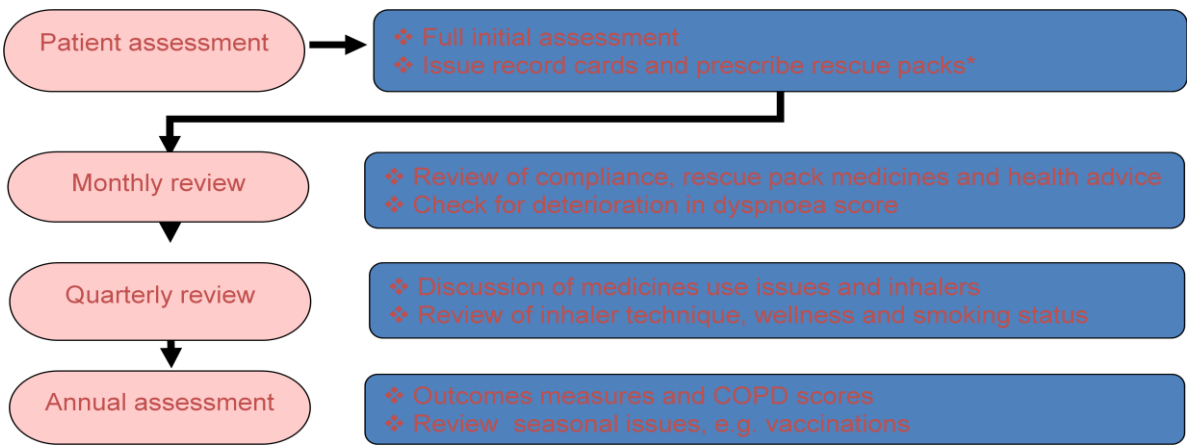 Patient assessment
❖ Full initial assessment
❖ Issue record cards and prescribe rescue packs*
Monthly review
❖ Review of compliance, rescue pack medicines and health advice
❖ Check for deterioration in dyspnoea score
Quarterly review
❖ Discussion of medicines use issues and inhalers
❖ Review of inhaler technique, wellness and smoking status
Annual assessment
❖ Outcomes measures and COPD scores
❖ Review  seasonal issues, e.g. vaccinations